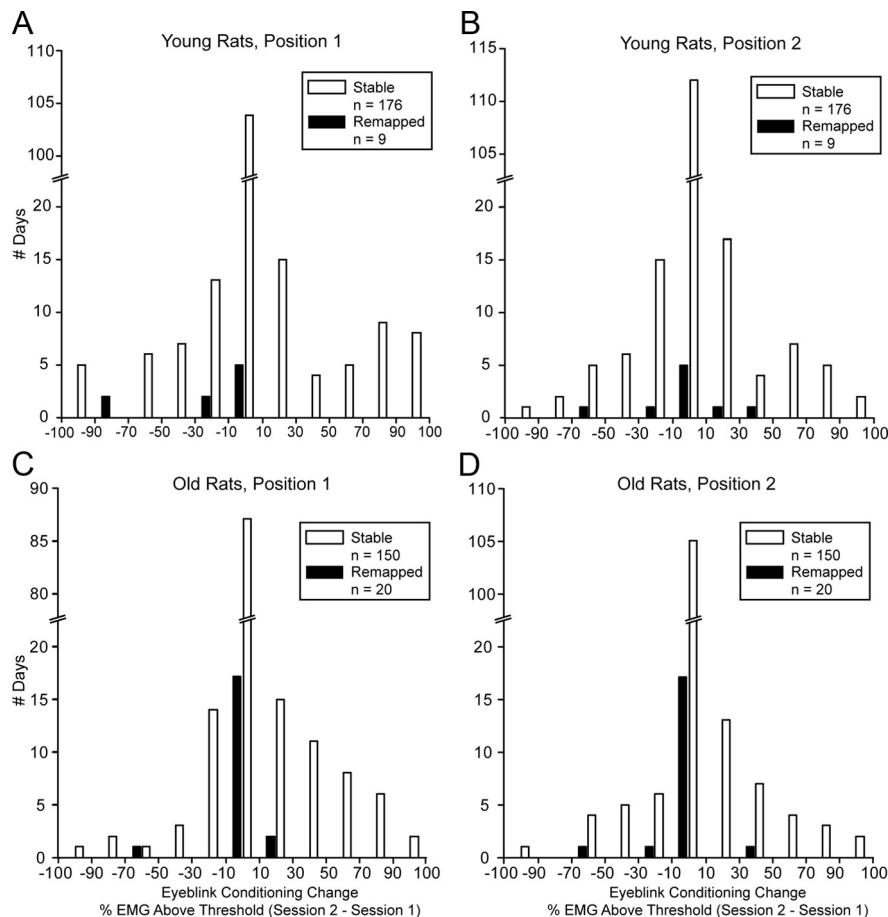 A
Young Rats, Position 1
110
105
100
20
15
10
5
0
# Days
Stable
n = 176
Remapped
n = 9
-100 -90 -70 -50 -30 -10 10 30 50 70 90 100
B
Young Rats, Position 2
115
110
105
20
15
10
5
0
Stable
n = 176
Remapped
n = 9
-100 -90 -70 -50 -30 -10 10 30 50 70 90 100
C
Old Rats, Position 1
90
85
80
20
15
10
5
0
# Days
Stable
n = 150
Remapped
n = 20
-100 -90 -70 -50 -30 -10 10 30 50 70 90 100
Eyeblink Conditioning Change
% EMG Above Threshold (Session 2 - Session 1)
D
Old Rats, Position 2
110
105
100
20
15
10
5
0
Stable
n = 150
Remapped
n = 20
-100 -90 -70 -50 -30 -10 10 30 50 70 90 100
Eyeblink Conditioning Change
% EMG Above Threshold (Session 2 - Session 1)